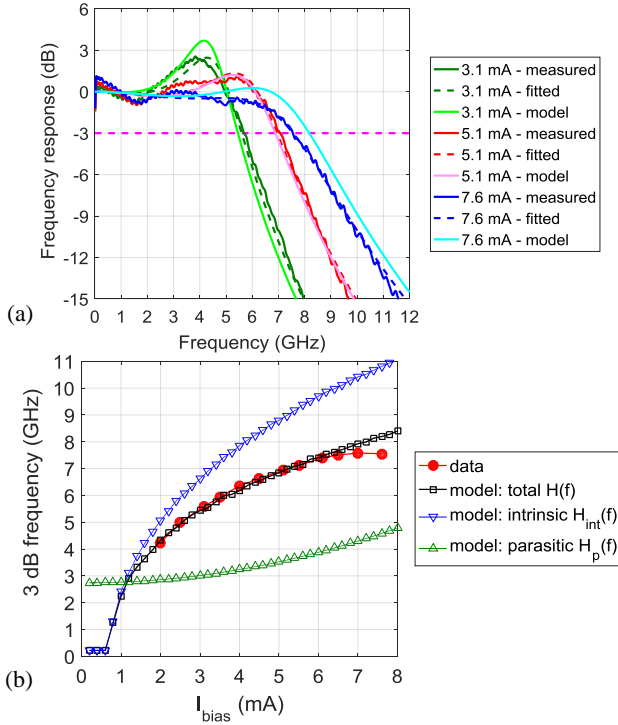 6
3
0
-3
-6
-9
-12
-15
Frequency response (dB)
0 1 2 3 4 5 6 7 8 9 10 11 12
Frequency (GHz)
(a)
3.1 mA - measured
3.1 mA - fitted
3.1 mA - model
5.1 mA - measured
5.1 mA - fitted
5.1 mA - model
7.6 mA - measured
7.6 mA - fitted
7.6 mA - model
11
10
9
8
7
6
5
4
3
2
1
0
3 dB frequency (GHz)
0 1 2 3 4 5 6 7 8
I_bias (mA)
(b)
data
model: total H(f)
model: intrinsic H_int(f)
model: parasitic H_p(f)